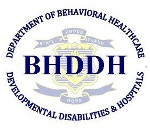 DEPARTMENT OF BEHAVIORAL HEALTHCARE
BHDDH
DEVELOPMENTAL DISABILITIES & HOSPITALS